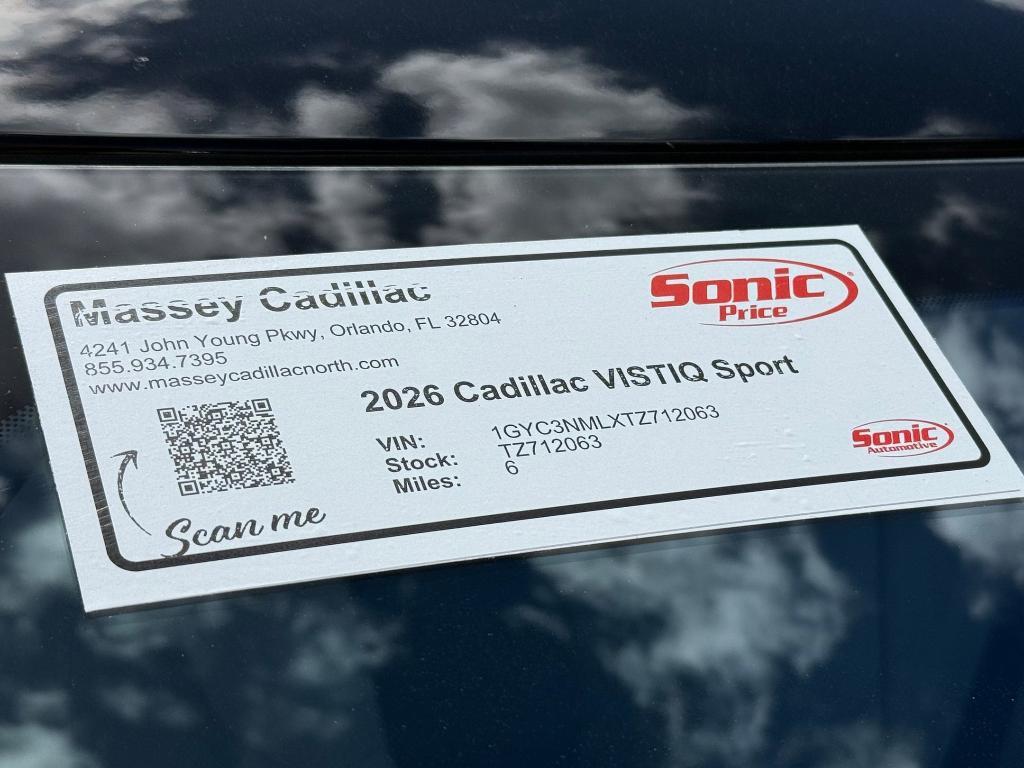 Massey Cadillac
4241 John Young Pkwy, Orlando, FL 32804
855.934.7395
www.masseycadillacnorth.com
Sonic®
Price
2026 Cadillac VISTIQ Sport
VIN: 1GYC3NMLXTZ712063
Stock: TZ712063
Miles: 6
Scan me
Sonic
Automotive